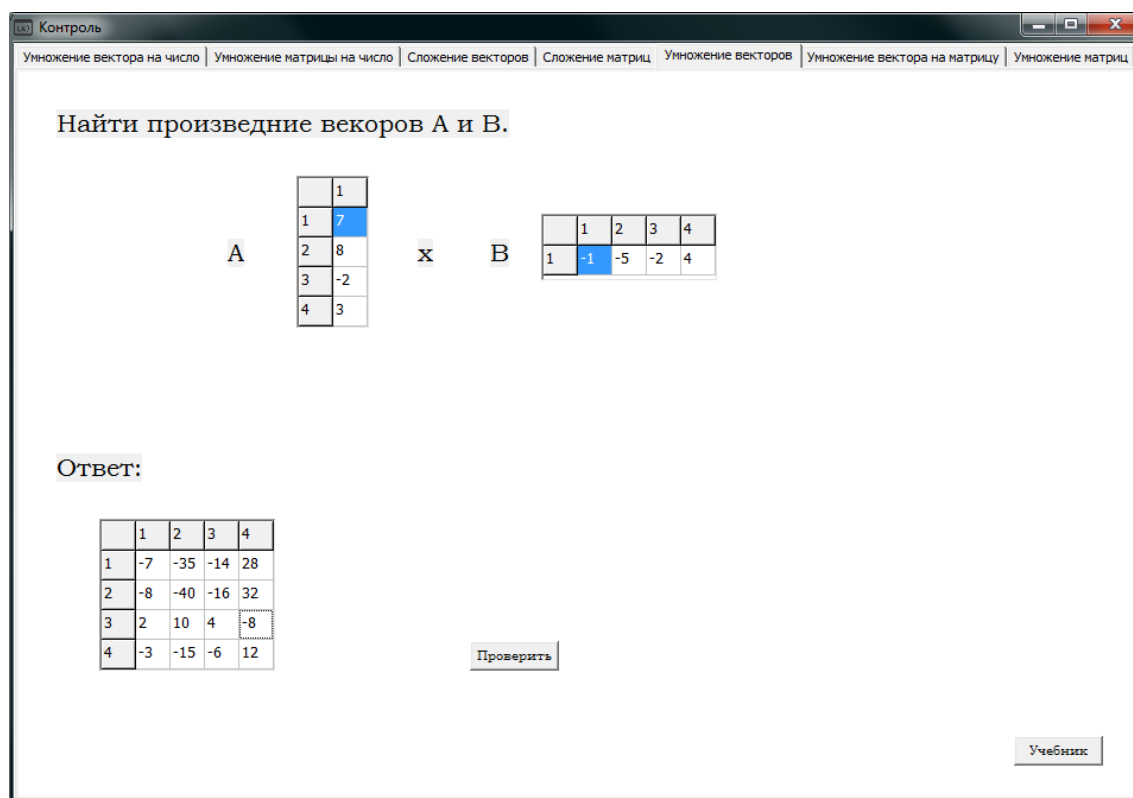 Контроль
Умножение вектора на число Умножение матрицы на число Сложение векторов Сложение матриц Умножение векторов Умножение вектора на матрицу Умножение матриц
Найти произведние векоров А и В.
1
1 7
2 8
3 -2
4 3
А х В
1 2 3 4
1 -1 -5 -2 4
Ответ:
1 2 3 4
1 -7 -35 -14 28
2 -8 -40 -16 32
3 2 10 4 -8
4 -3 -15 -6 12
Проверить
Учебник